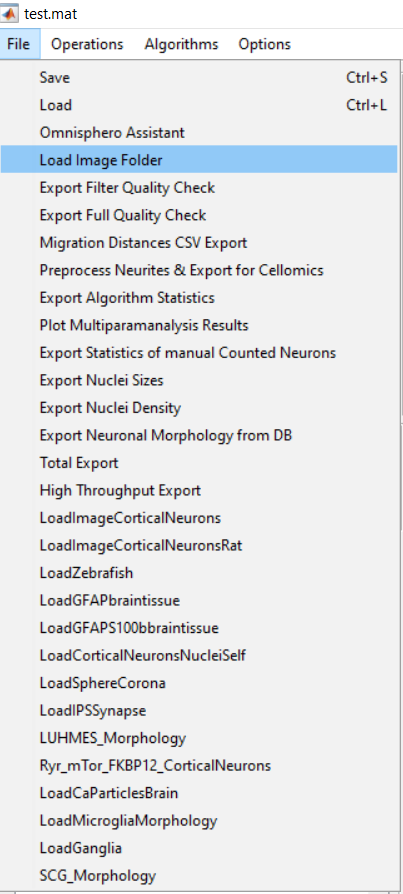 test.mat
File Operations Algorithms Options
Save Ctrl+S
Load Ctrl+L
Omnisphero Assistant
Load Image Folder
Export Filter Quality Check
Export Full Quality Check
Migration Distances CSV Export
Preprocess Neurites & Export for Cellomics
Export Algorithm Statistics
Plot Multiparamanalysis Results
Export Statistics of manual Counted Neurons
Export Nuclei Sizes
Export Nuclei Density
Export Neuronal Morphology from DB
Total Export
High Throughput Export
LoadImageCorticalNeurons
LoadImageCorticalNeuronsRat
LoadZebrafish
LoadGFAPbraintissue
LoadGFAPS100bbraintissue
LoadCorticalNeuronsNucleiSelf
LoadSphereCorona
LoadIPSSynapse
LUHMES_Morphology
Ryr_mTor_FKBP12_CorticalNeurons
LoadCaParticlesBrain
LoadMicrogliaMorphology
LoadGanglia
SCG_Morphology